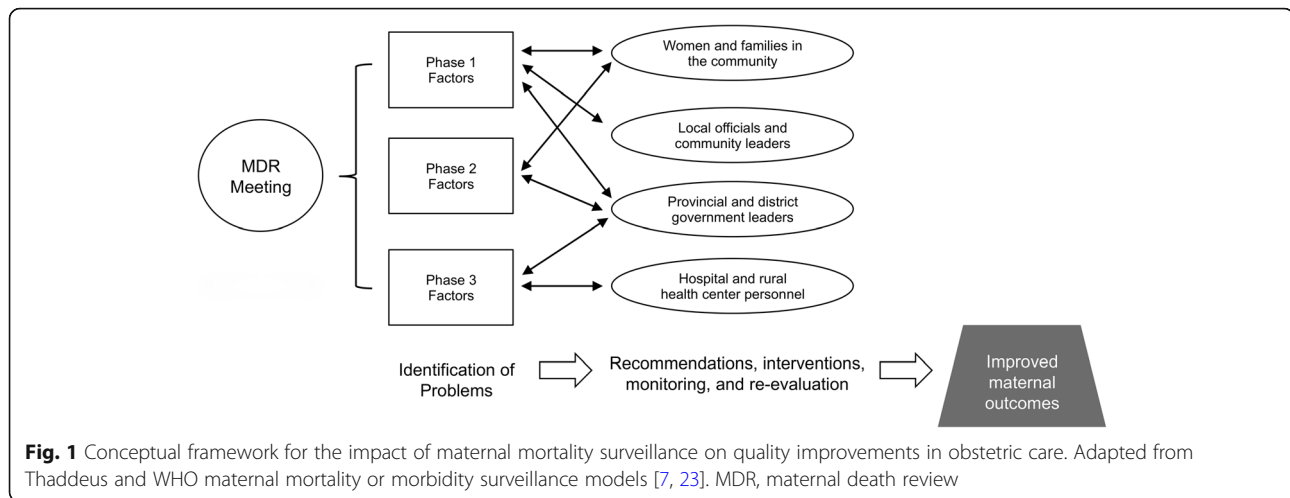 MDR
Meeting
Phase 1
Factors
Phase 2
Factors
Phase 3
Factors
Women and families in
the community
Local officials and
community leaders
Provincial and district
government leaders
Hospital and rural
health center personnel
Identification of
Problems
Recommendations, interventions,
monitoring, and re-evaluation
Improved
maternal
outcomes
Fig. 1 Conceptual framework for the impact of maternal mortality surveillance on quality improvements in obstetric care. Adapted from
Thaddeus and WHO maternal mortality or morbidity surveillance models [7, 23]. MDR, maternal death review